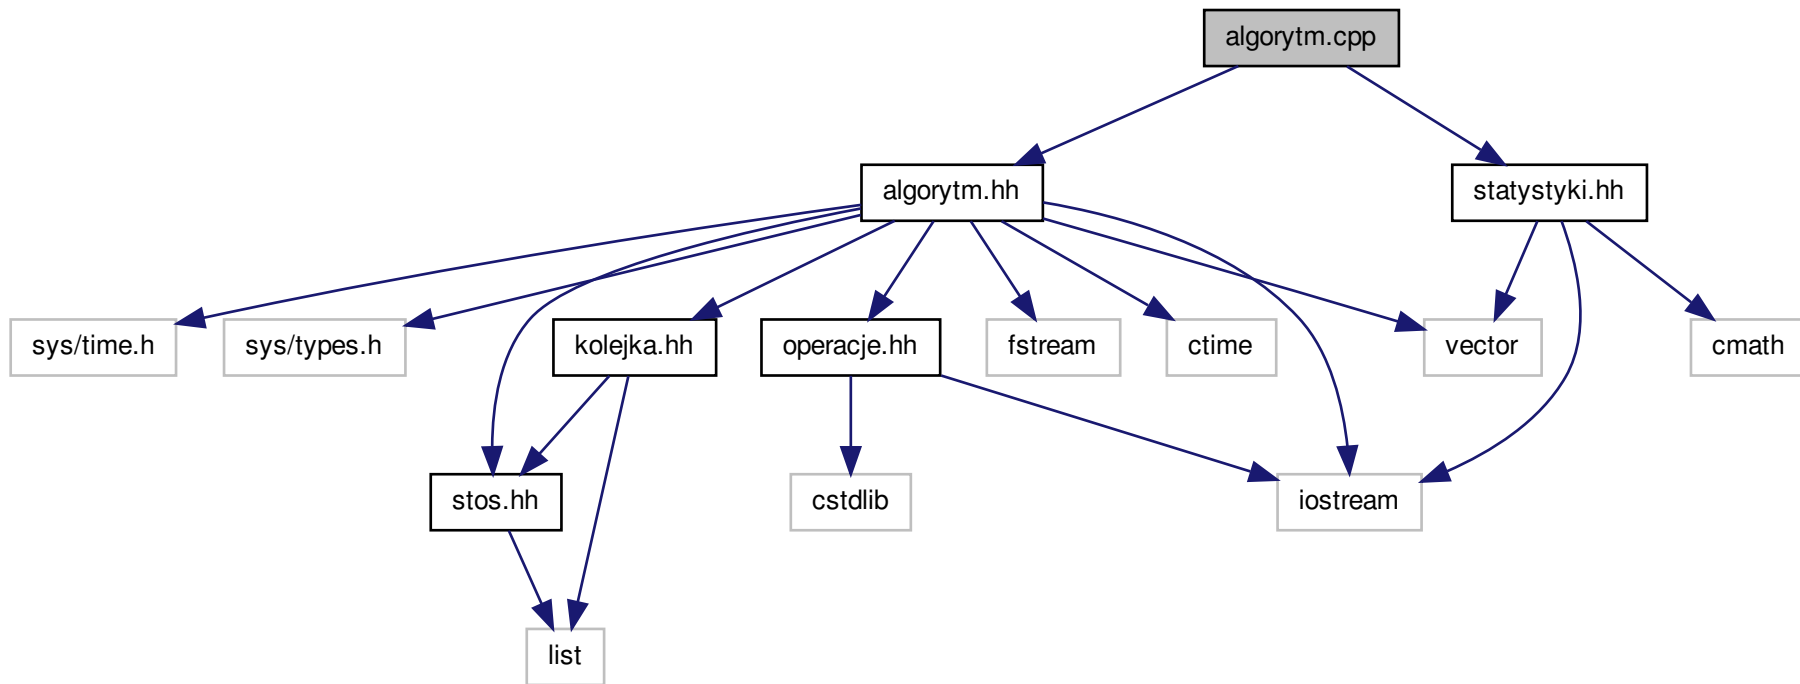 algorytm.cpp
algorytm.hh
statystyki.hh
sys/time.h
sys/types.h
kolejka.hh
operacje.hh
fstream
ctime
vector
cmath
stos.hh
cstdlib
iostream
list